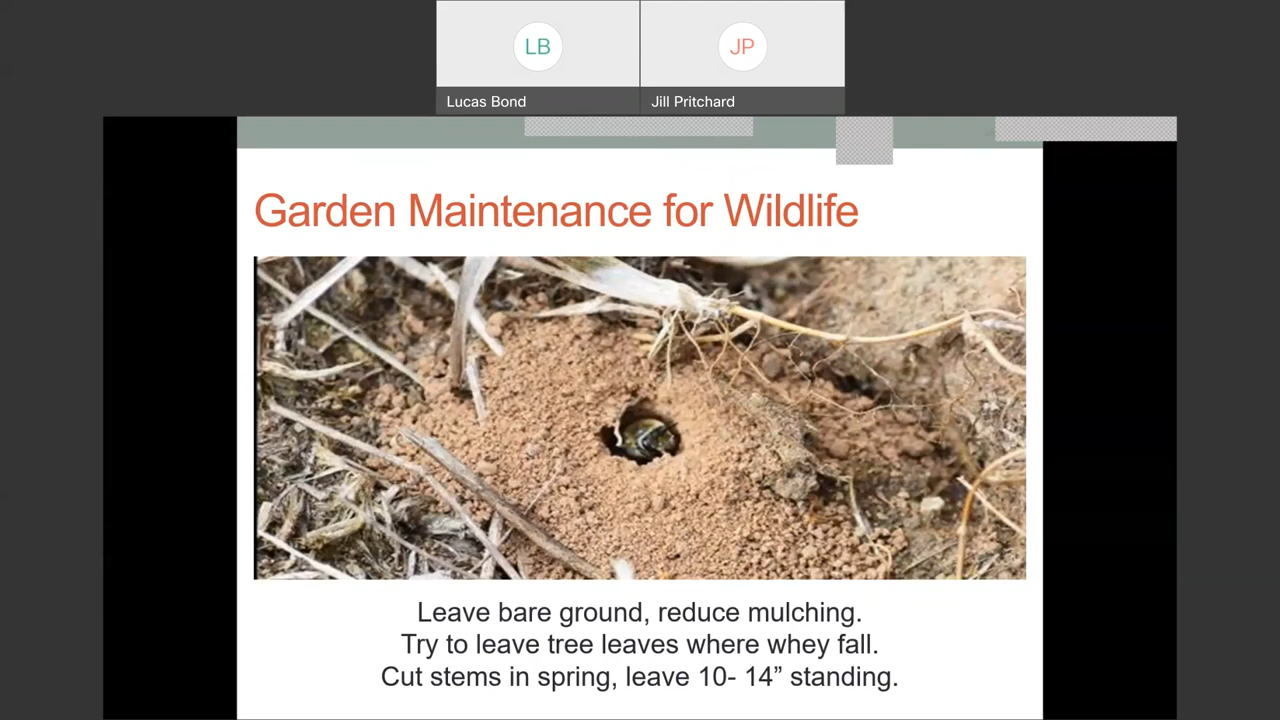 LB
JP
Lucas Bond
Jill Pritchard
Garden Maintenance for Wildlife
Leave bare ground, reduce mulching.
Try to leave tree leaves where whey fall.
Cut stems in spring, leave 10- 14” standing.